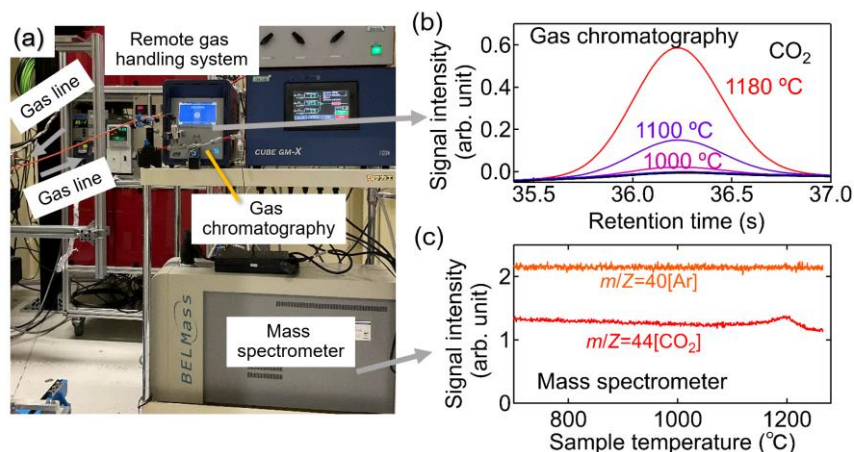 (a)
Remote gas
handling system
Gas line
Gas line
CUBE GM-X
Gas
chromatography
Mass
spectrometer
BELMass
(b)
Gas chromatography
CO₂
1180 ºC
1100 ºC
1000 ºC
Signal intensity
(arb. unit)
0.6
0.4
0.2
0.0
35.5
36.0
36.5
37.0
Retention time (s)
(c)
m/Z=40[Ar]
m/Z=44[CO₂]
Mass spectrometer
Signal intensity
(arb. unit)
2
1
0
800
1000
1200
Sample temperature (℃)